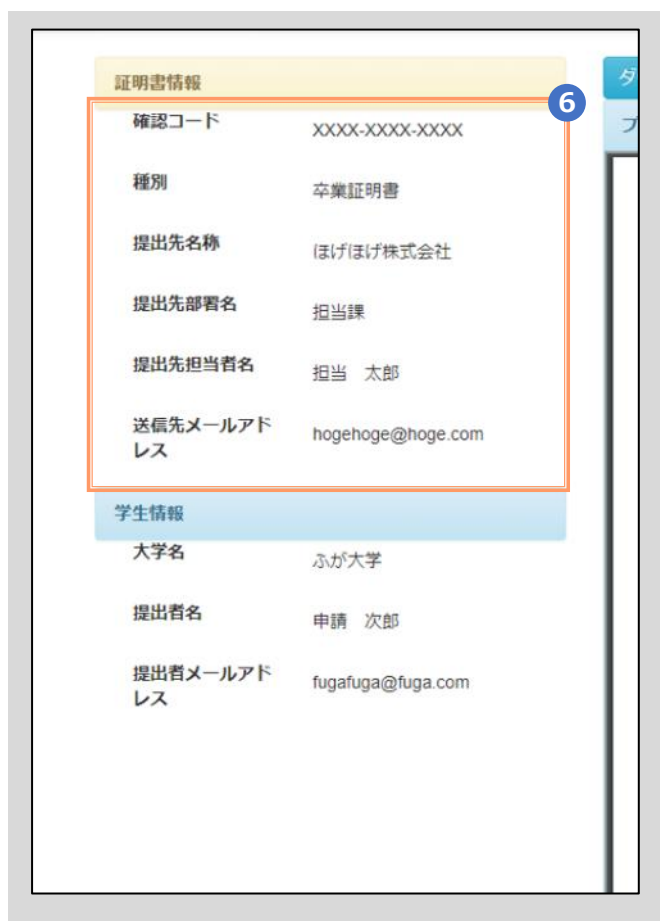 証明書情報
6
確認コード XXXX-XXXX-XXXX
種別 卒業証明書
提出先名称 ほげほげ株式会社
提出先部署名 担当課
提出先担当者名 担当　太郎
送信先メールアド
レス
hogehoge@hoge.com
学生情報
大学名 ふが大学
提出者名 申請　次郎
提出者メールアド
レス
fugafuga@fuga.com
ダ
プ